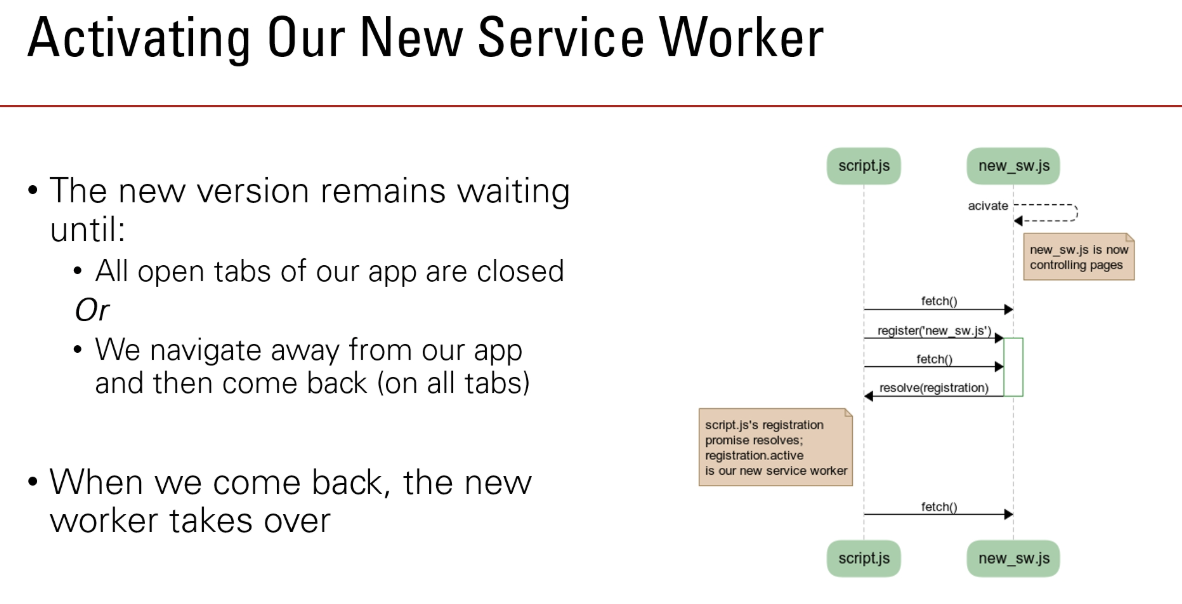 Activating Our New Service Worker
• The new version remains waiting
until:
• All open tabs of our app are closed
Or
• We navigate away from our app
and then come back (on all tabs)
• When we come back, the new
worker takes over
script.js
new_sw.js
acivate
new_sw.js is now
controlling pages
fetch()
register('new_sw.js')
fetch()
resolve(registration)
script.js's registration
promise resolves;
registration.active
is our new service worker
fetch()
script.js
new_sw.js